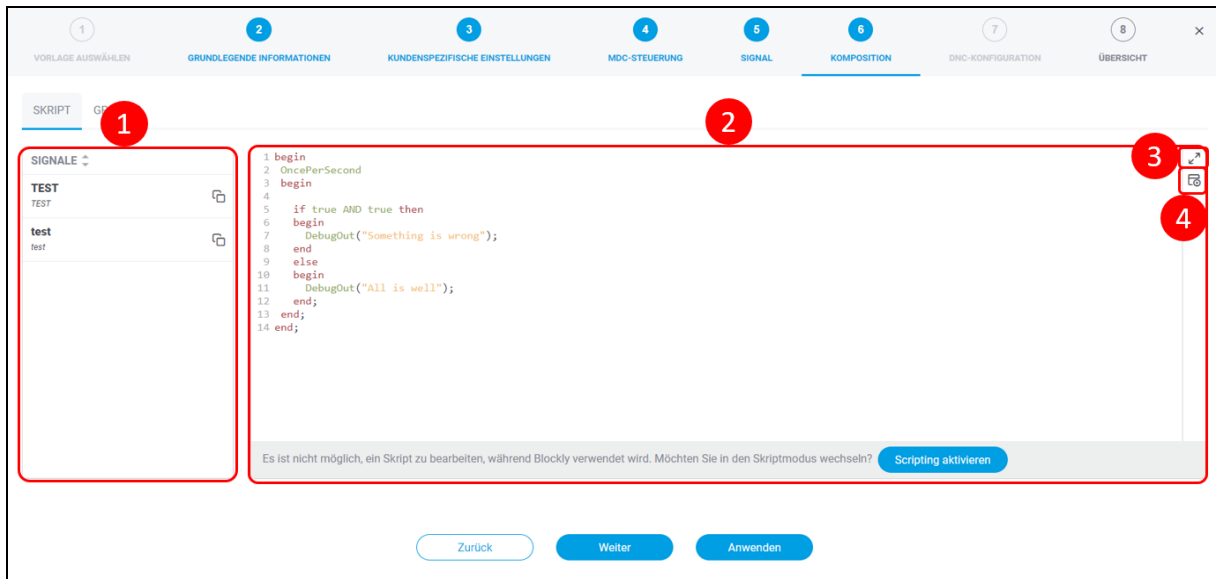 1 2 3 4 5 6 7 8
VORLAGE AUSWÄHLEN GRUNDLEGENDE INFORMATIONEN KUNDENSPEZIFISCHE EINSTELLUNGEN MDC-STEUERUNG SIGNAL KOMPOSITION DNC-KONFIGURATION ÜBERSICHT
SKRIPT
1
2
3
4
SIGNALE
TEST
TEST
test
test
1 begin
2 OncePerSecond
3 begin
4
5 if true AND true then
6 begin
7 DebugOut("Something is wrong");
8 end
9 else
10 begin
11 DebugOut("All is well");
12 end;
13 end;
14 end;
Es ist nicht möglich, ein Skript zu bearbeiten, während Blockly verwendet wird. Möchten Sie in den Skriptmodus wechseln? Scripting aktivieren
Zurück Weiter Anwenden